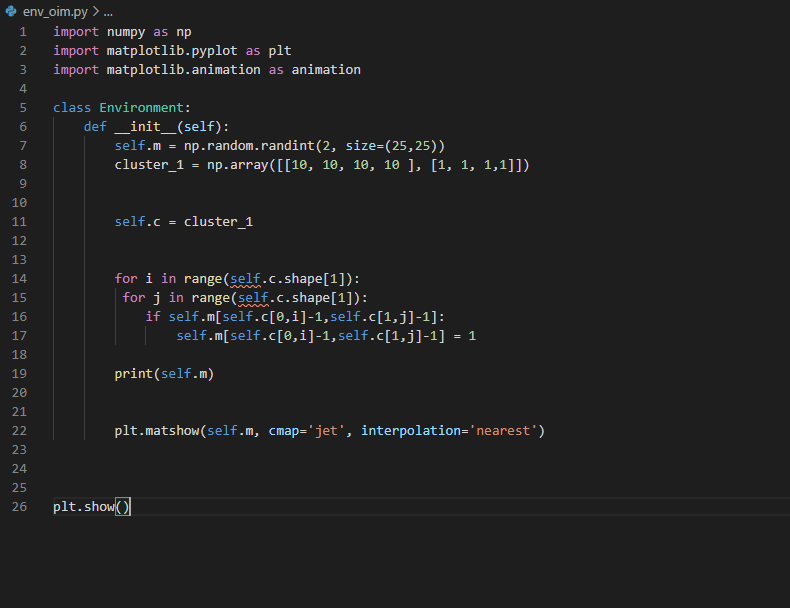 env_oim.py > ...
1 import numpy as np
2 import matplotlib.pyplot as plt
3 import matplotlib.animation as animation
4
5 class Environment:
6     def __init__(self):
7         self.m = np.random.randint(2, size=(25,25))
8         cluster_1 = np.array([[10, 10, 10, 10 ], [1, 1, 1,1]])
9
10
11         self.c = cluster_1
12
13
14         for i in range(self.c.shape[1]):
15          for j in range(self.c.shape[1]):
16             if self.m[self.c[0,i]-1,self.c[1,j]-1]:
17                 self.m[self.c[0,i]-1,self.c[1,j]-1] = 1
18
19         print(self.m)
20
21
22         plt.matshow(self.m, cmap='jet', interpolation='nearest')
23
24
25
26 plt.show()